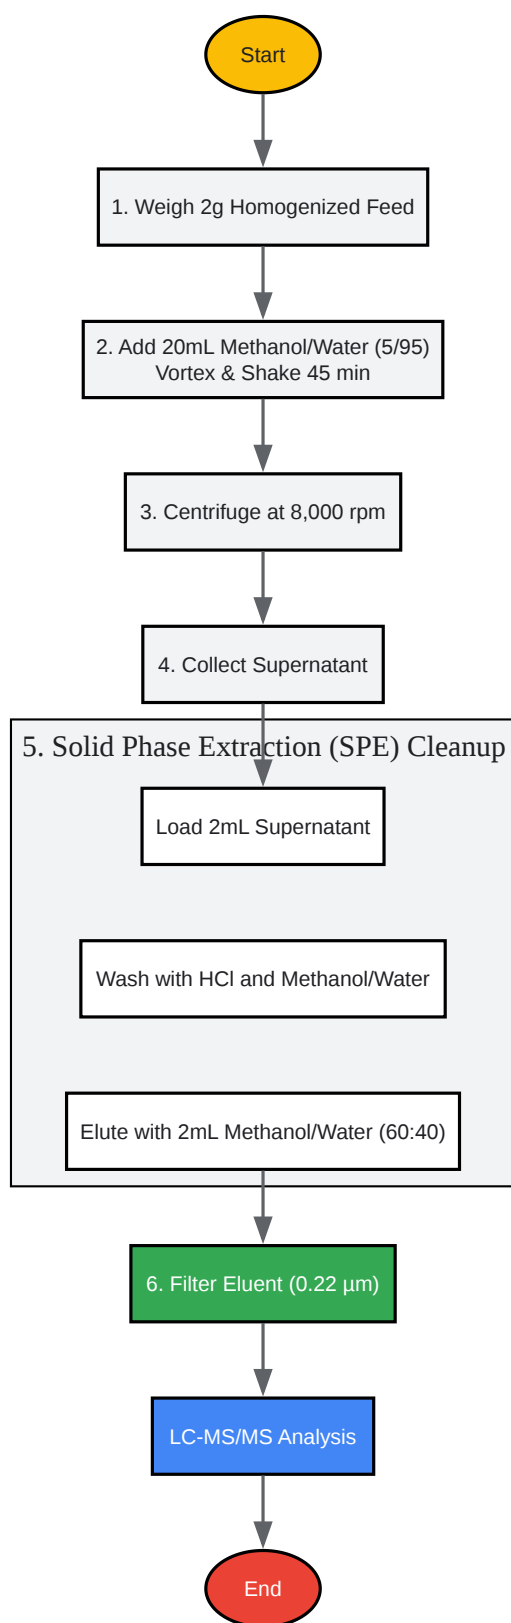 Start
1. Weigh 2g Homogenized Feed
2. Add 20mL Methanol/Water (5/95)
Vortex & Shake 45 min
3. Centrifuge at 8,000 rpm
4. Collect Supernatant
5. Solid Phase Extraction (SPE) Cleanup
Load 2mL Supernatant
Wash with HCl and Methanol/Water
Elute with 2mL Methanol/Water (60:40)
6. Filter Eluent (0.22 µm)
LC-MS/MS Analysis
End